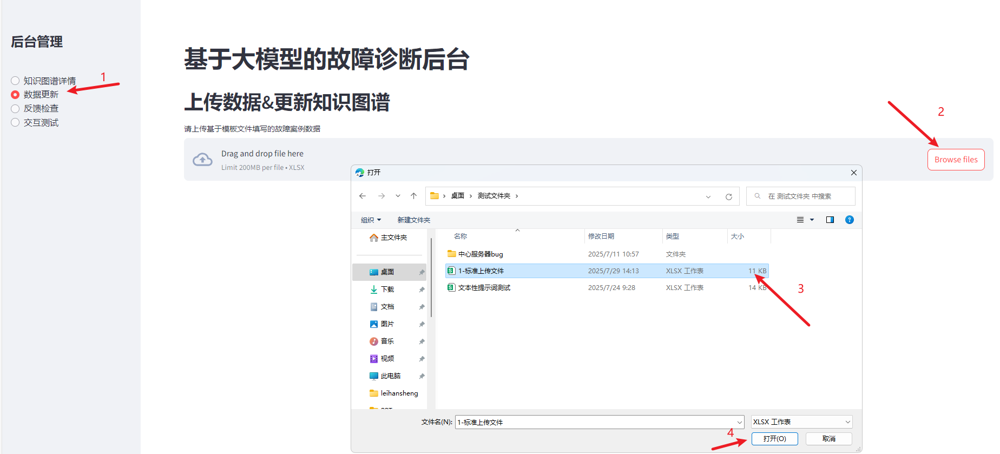 后台管理
知识图谱详情
数据更新
反馈检查
交互测试
1
基于大模型的故障诊断后台
上传数据&更新知识图谱
请上传基于模板文件填写的故障案例数据
Drag and drop file here
Limit 200MB per file • XLSX
Browse files
2
打开
桌面 › 测试文件夹 ›
在 测试文件夹 中搜索
组织 新建文件夹
主文件夹
桌面
下载
文档
图片
音乐
视频
此电脑
leihansheng
名称 修改日期 类型 大小
中心服务器bug 2025/7/11 10:57 文件夹
1-标准上传文件 2025/7/29 14:13 XLSX 工作表 11 KB
文本性提示词测试 2025/7/24 9:28 XLSX 工作表 14 KB
3
文件名(N): 1-标准上传文件 XLSX 工作表
4
打开(O) 取消